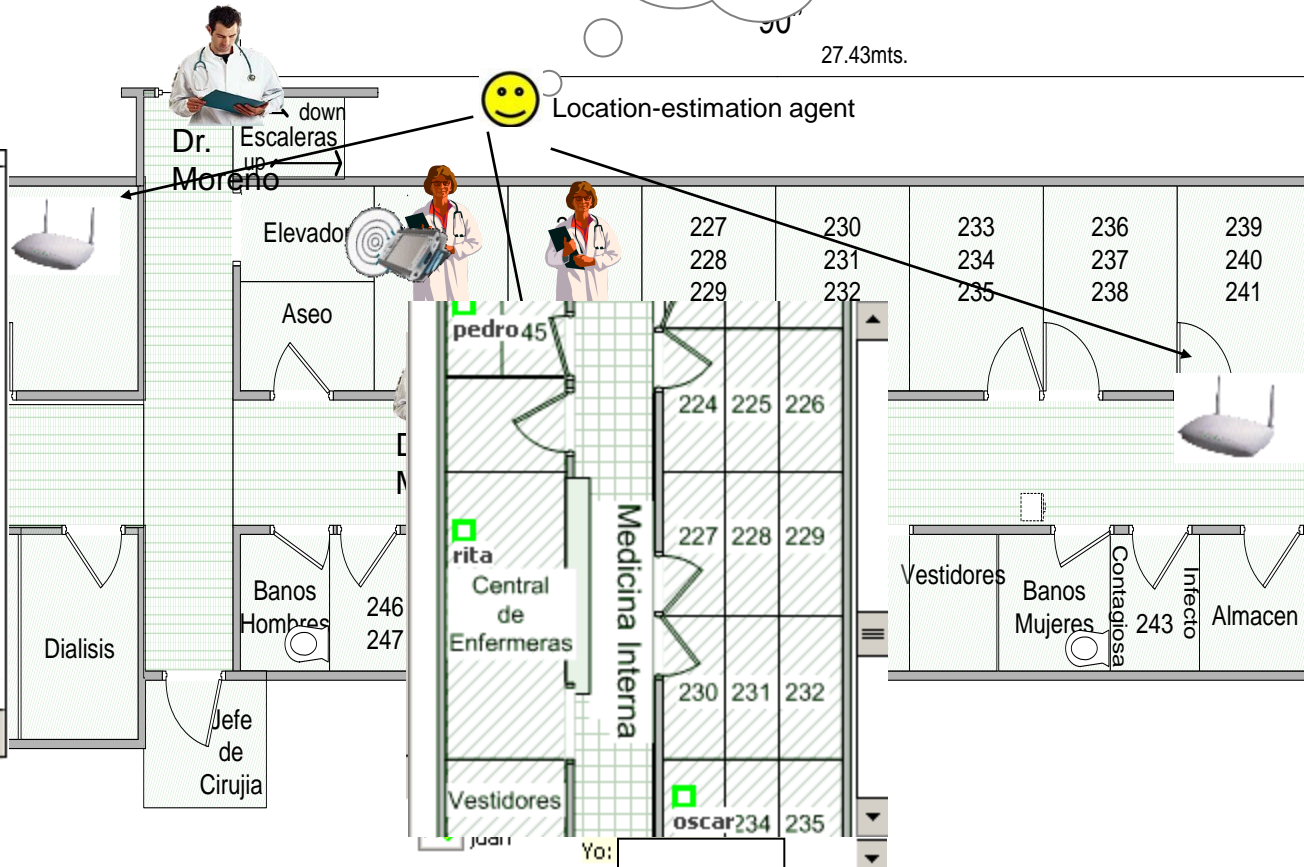 90"
27.43mts.
Location-estimation agent
down
Escaleras
up
Dr.
Moreno
Elevador
Aseo
227
228
229
230
231
232
233
234
235
236
237
238
239
240
241
pedro 45
224 225 226
rita
Central
de
Enfermeras
Medicina Interna
227 228 229
230 231 232
Vestidores
oscar 234 235
juan
Yo:
Dialisis
Banos
Hombres
246
247
Jefe
de
Cirujia
Vestidores
Banos
Mujeres
Contagiosa
243
Infecto
Almacen